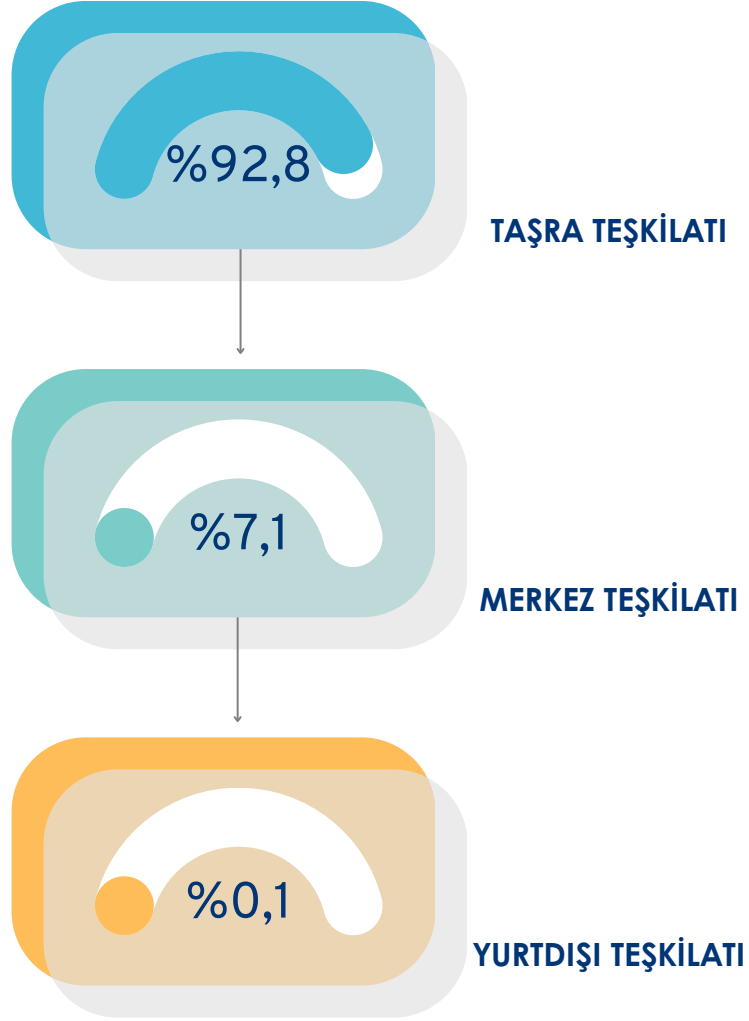 %92,8
TAŞRA TEŞKİLATI
%7,1
MERKEZ TEŞKİLATI
%0,1
YURTDIŞI TEŞKİLATI